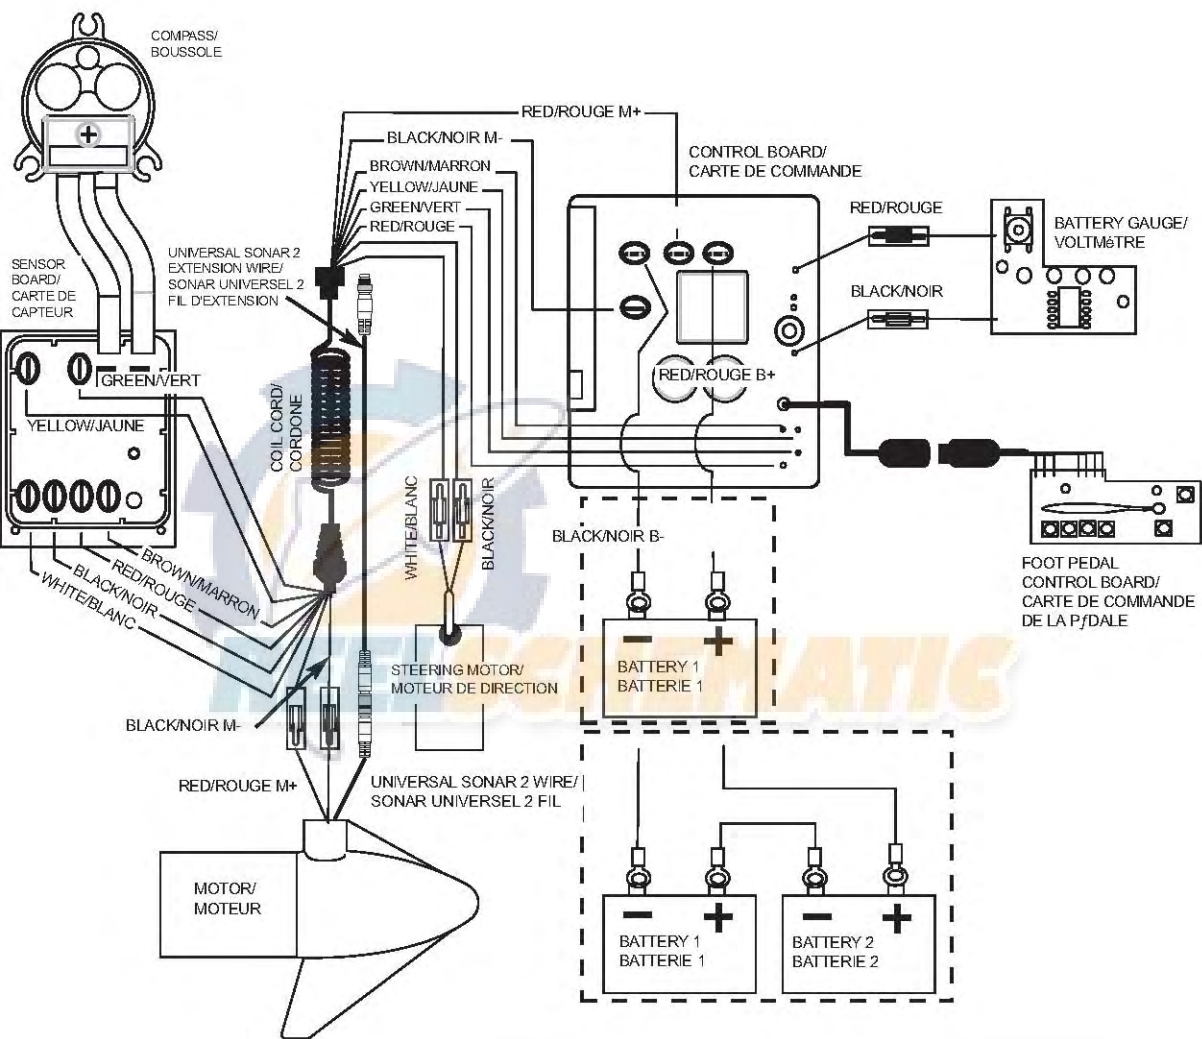 COMPASS/
BOUSSOLE
RED/ROUGE M+
BLACK/NOIR M-
CONTROL BOARD/
CARTE DE COMMANDE
BROWN/MARRON
YELLOW/JAUNE
GREEN/VERT
RED/ROUGE
RED/ROUGE
BATTERY GAUGE/
VOLTMèTRE
UNIVERSAL SONAR 2
EXTENSION WIRE/
SONAR UNIVERSEL 2
FIL D'EXTENSION
SENSOR
BOARD/
CARTE DE
CAPTEUR
BLACK/NOIR
GREEN/VERT
RED/ROUGE B+
COIL CORD/
CORDONE
YELLOW/JAUNE
WHITE/BLANC
BLACK/NOIR
BLACK/NOIR B-
BROWN/MARRON
RED/ROUGE
BLACK/NOIR
WHITE/BLANC
FOOT PEDAL
CONTROL BOARD/
CARTE DE COMMANDE
DE LA PƒDALE
STEERING MOTOR/
MOTEUR DE DIRECTION
BATTERY 1
BATTERIE 1
REELSCHEMATIC
BLACK/NOIR M-
RED/ROUGE M+
UNIVERSAL SONAR 2 WIRE/
SONAR UNIVERSEL 2 FIL
MOTOR/
MOTEUR
BATTERY 1
BATTERIE 1
BATTERY 2
BATTERIE 2